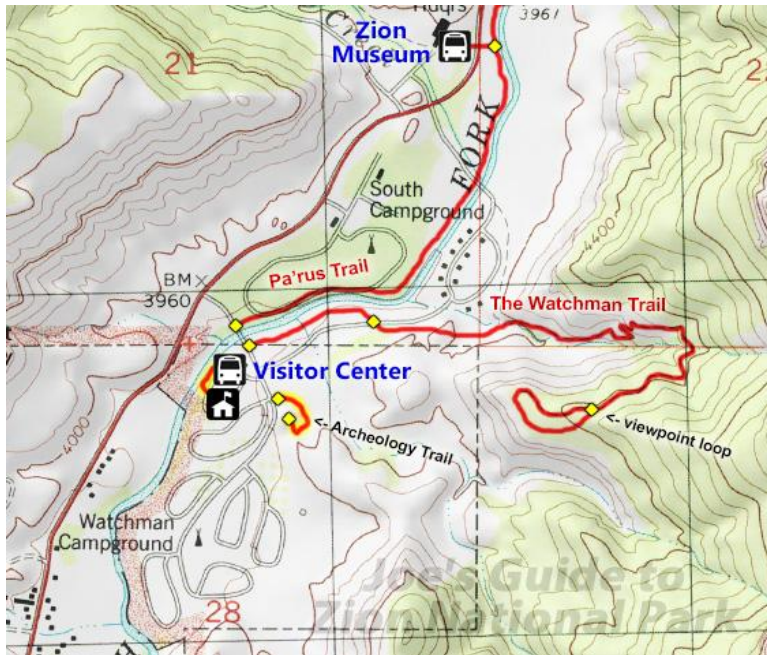 3961
Zion
Museum
21
FORK
South
Campground
4400
Pa'rus Trail
BM
3960
The Watchman Trail
Visitor Center
<- Archeology Trail
<- viewpoint loop
4000
Watchman
Campground
28
Joe's Guide to
Zion National Park